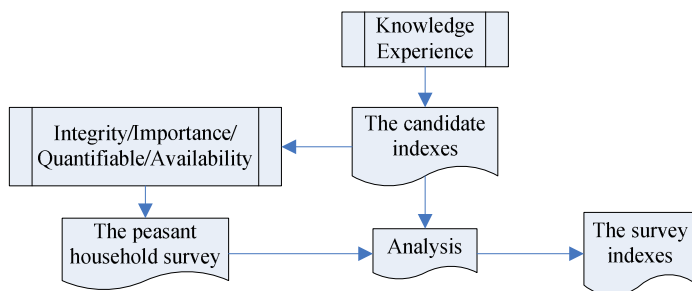 Knowledge
Experience
Integrity/Importance/
Quantifiable/Availability
The candidate
indexes
The peasant
household survey
Analysis
The survey
indexes